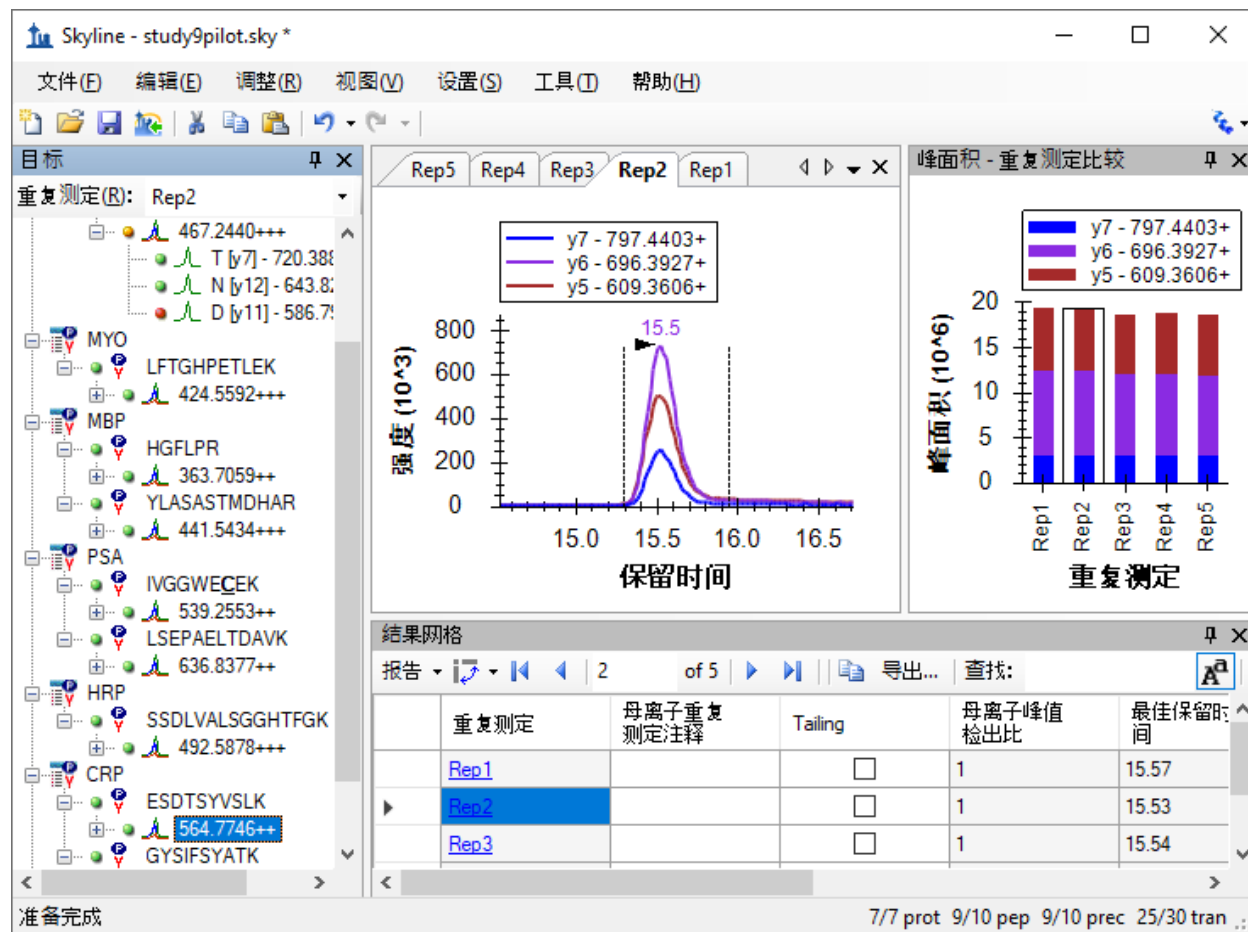 Skyline - study9pilot.sky *
文件(F) 编辑(E) 调整(R) 视图(V) 设置(S) 工具(T) 帮助(H)
目标
重复测定(R): Rep2
467.2440+++
T [y7] - 720.388
N [y12] - 643.82
D [y11] - 586.79
MYO
LFTGHPETLEK
424.5592+++
MBP
HGFLPR
363.7059++
YLASASTMDHAR
441.5434+++
PSA
IVGGWECEK
539.2553++
LSEPAELTDAVK
636.8377++
HRP
SSDLVALSGGHTFGK
492.5878+++
CRP
ESDTSYVSLK
564.7746++
GYSIFSYATK
Rep5 Rep4 Rep3 Rep2 Rep1
y7 - 797.4403+
y6 - 696.3927+
y5 - 609.3606+
强度 (10^3)
800
600
400
200
0
15.5
15.0 15.5 16.0 16.5
保留时间
峰面积 - 重复测定比较
y7 - 797.4403+
y6 - 696.3927+
y5 - 609.3606+
峰面积 (10^6)
20
15
10
5
0
Rep1 Rep2 Rep3 Rep4 Rep5
重复测定
结果网格
报告 2 of 5 导出... 查找: Aa
重复测定 母离子重复测定注释 Tailing 母离子峰值检出比 最佳保留时间
Rep1 1 15.57
Rep2 1 15.53
Rep3 1 15.54
准备完成
7/7 prot 9/10 pep 9/10 prec 25/30 tran